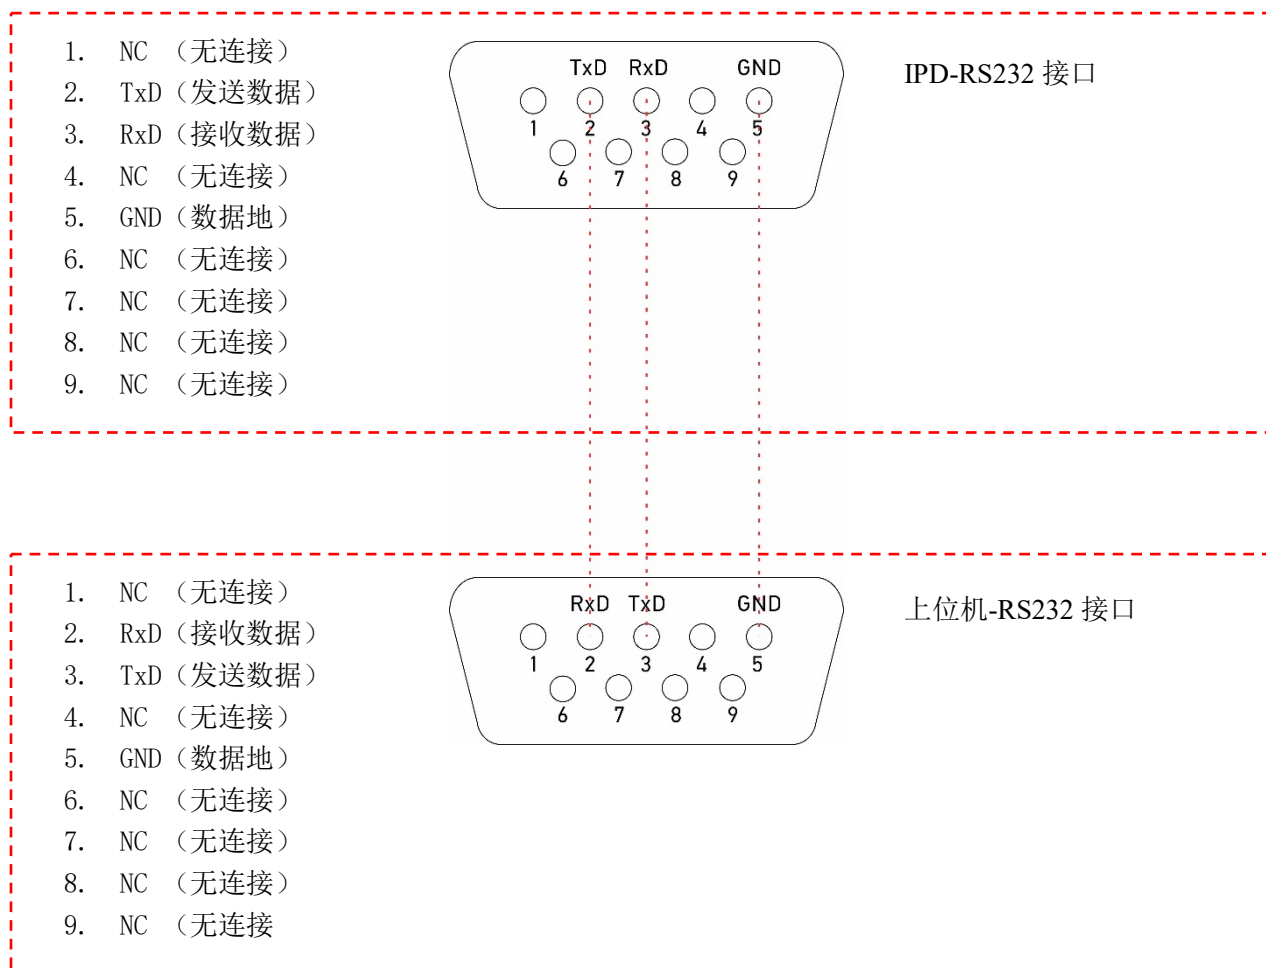 1. NC （无连接）
2. TxD（发送数据）
3. RxD（接收数据）
4. NC （无连接）
5. GND（数据地）
6. NC （无连接）
7. NC （无连接）
8. NC （无连接）
9. NC （无连接）
TxD RxD GND
1 2 3 4 5
6 7 8 9
IPD-RS232 接口
1. NC （无连接）
2. RxD（接收数据）
3. TxD（发送数据）
4. NC （无连接）
5. GND（数据地）
6. NC （无连接）
7. NC （无连接）
8. NC （无连接）
9. NC （无连接
RxD TxD GND
1 2 3 4 5
6 7 8 9
上位机-RS232 接口